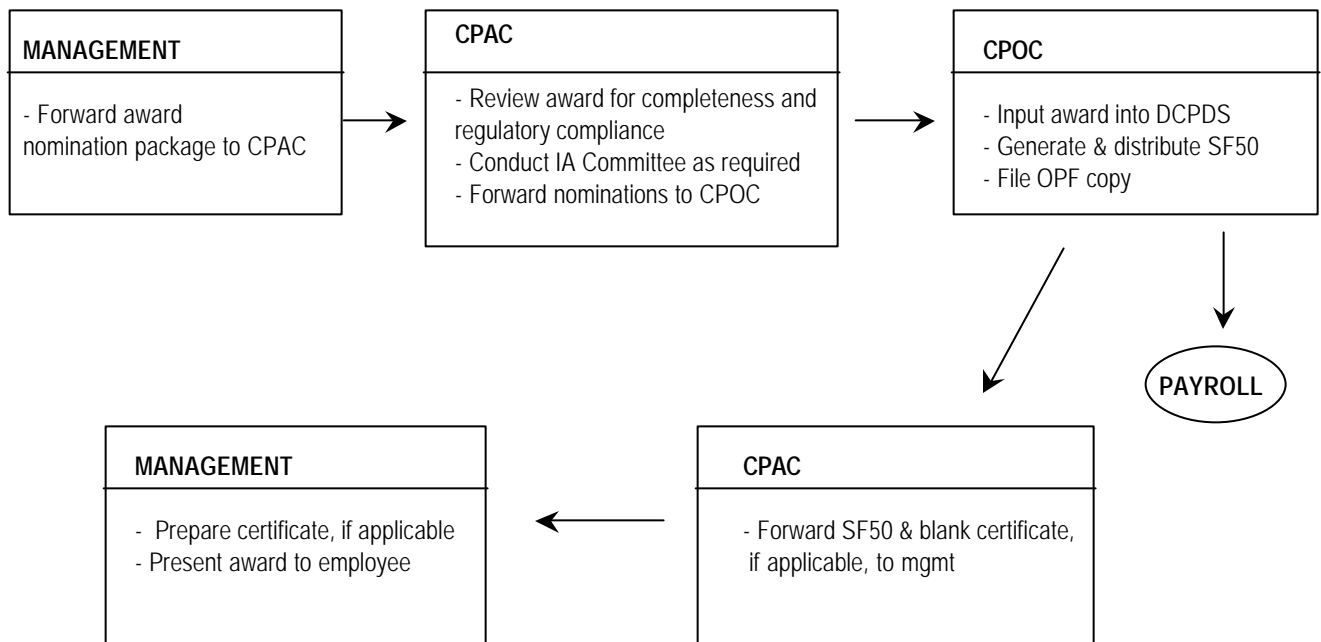 MANAGEMENT
- Forward award
nomination package to CPAC
CPAC
- Review award for completeness and
regulatory compliance
- Conduct IA Committee as required
- Forward nominations to CPOC
CPOC
- Input award into DCPDS
- Generate & distribute SF50
- File OPF copy
PAYROLL
MANAGEMENT
- Prepare certificate, if applicable
- Present award to employee
CPAC
- Forward SF50 & blank certificate,
if applicable, to mgmt